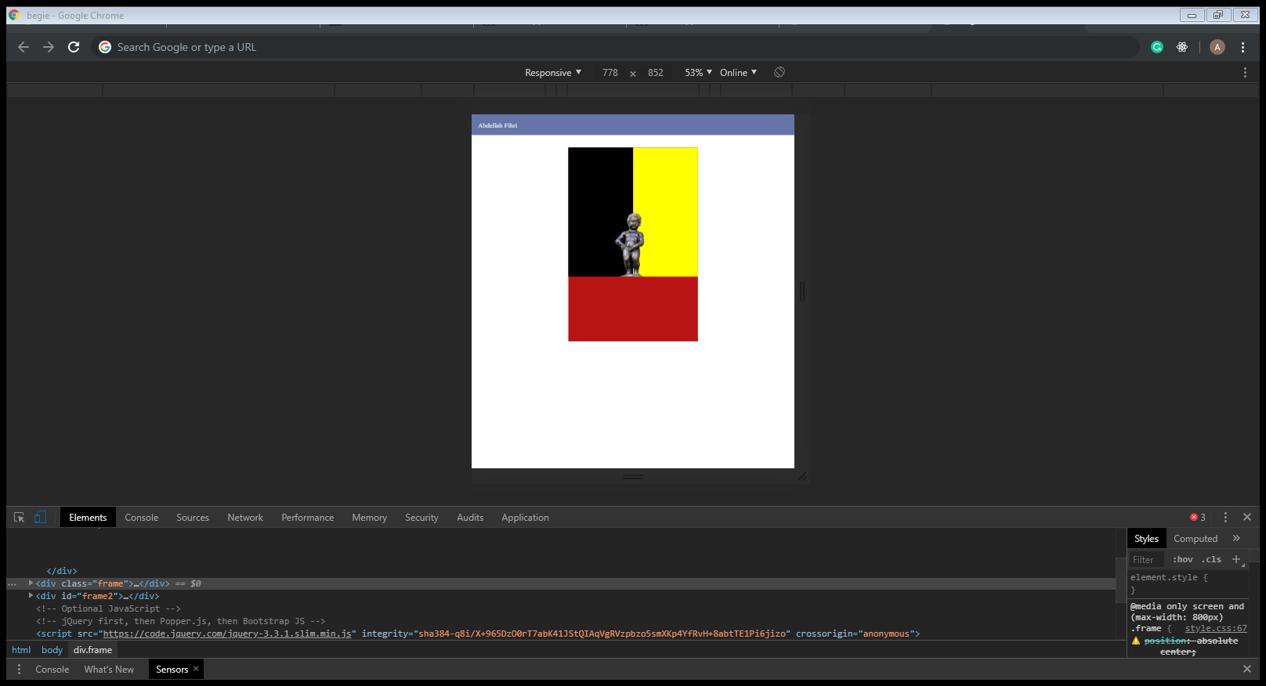 begie - Google Chrome
Search Google or type a URL
A
Responsive 778 × 852 53% Online
Abdellah Fikri
Elements Console Sources Network Performance Memory Security Audits Application 3
Styles Computed »
Filter :hov .cls +
</div>
... <div class="frame">…</div> == $0
<div id="frame2">…</div>
<!-- Optional JavaScript -->
<!-- jQuery first, then Popper.js, then Bootstrap JS -->
<script src="https://code.jquery.com/jquery-3.3.1.slim.min.js" integrity="sha384-q8i/X+965DzO0rT7abK41JStQIAqVgRVzpbzo5smXKp4YfRvH+8abtTE1Pi6jizo" crossorigin="anonymous">
element.style {
}
@media only screen and
(max-width: 800px)
.frame { style.css:67
position: absolute
center;
html body div.frame
Console What's New Sensors ×